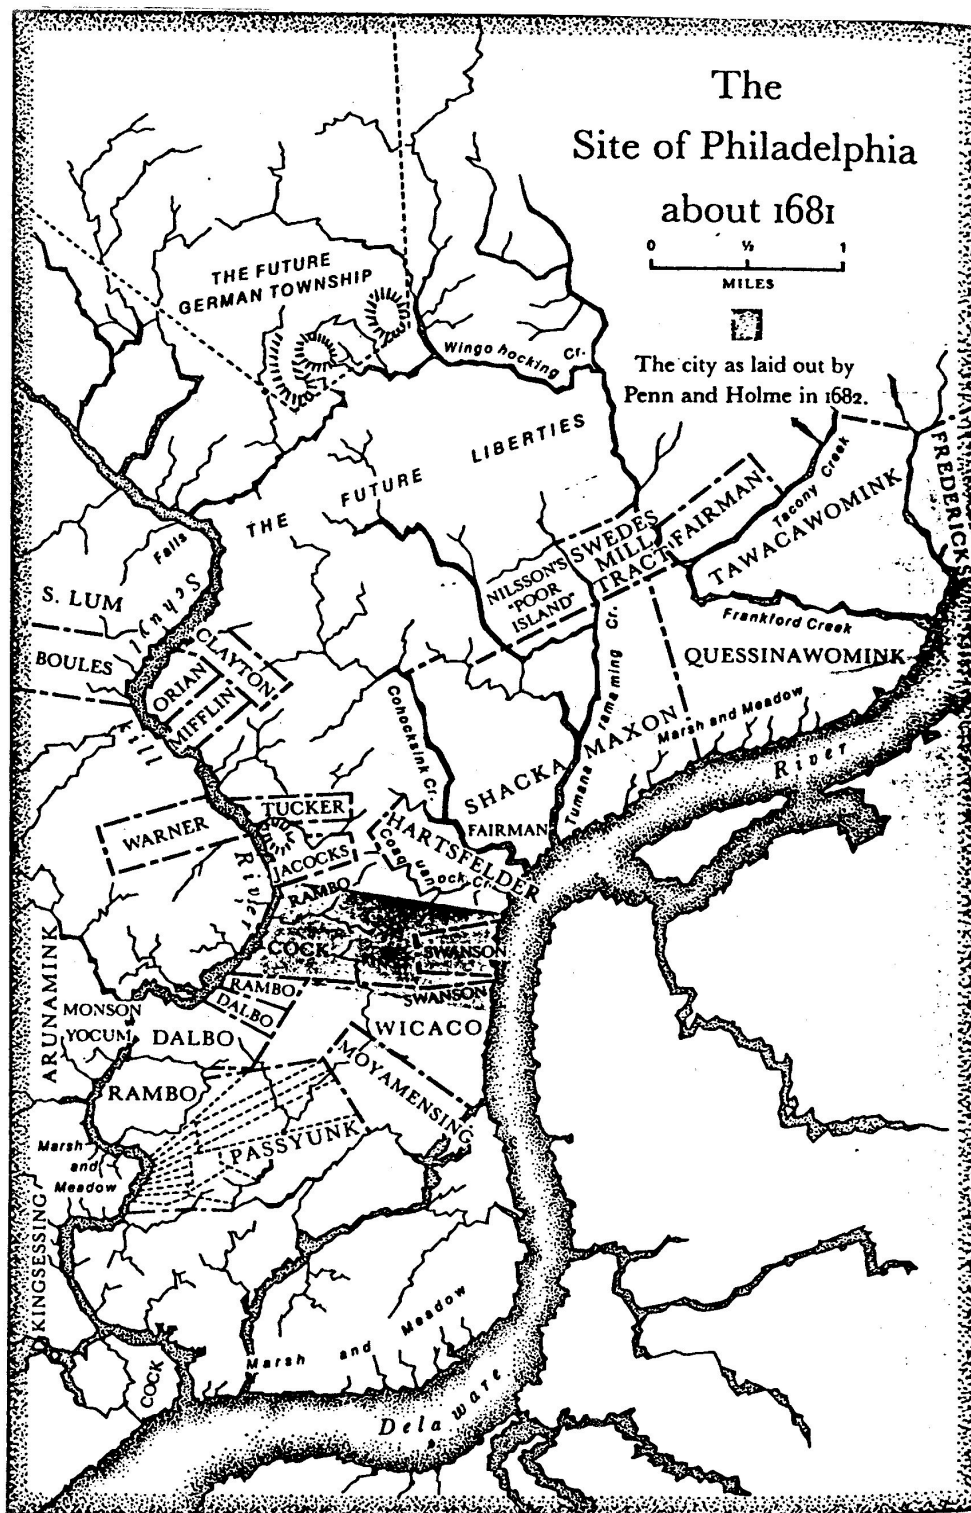 The
Site of Philadelphia
about 1681
0 ½ 1
MILES
The city as laid out by
Penn and Holme in 1682.
THE FUTURE
GERMAN TOWNSHIP
Wingohocking Cr.
THE FUTURE LIBERTIES
FREDERICKS
Tacony Creek
TAWACAWOMINK
FAIRMAN
SWEDES
MILL
TRACT
NILSSON'S
"POOR
ISLAND"
Frankford Creek
QUESSINAWOMINK
Marsh and Meadow
Falls
Schuylkill River
S. LUM
BOULES
CLAYTON
ORIAN
MIFFLIN
Cohocksink Cr.
SHACKAMAXON
Tumanaramaming Cr.
River
WARNER
TUCKER
JACOCKS
HARTSFELDER
FAIRMAN
Cooaquanock Cr.
RAMBO
COCK
SWANSON
RAMBO
SWANSON
DALBO
ARUNAMINK
MONSON
YOCUM
DALBO
WICACO
RAMBO
MOYAMENSING
PASSYUNK
Marsh
and
Meadow
KINGSESSING
COCK
Marsh and Meadow
Delaware